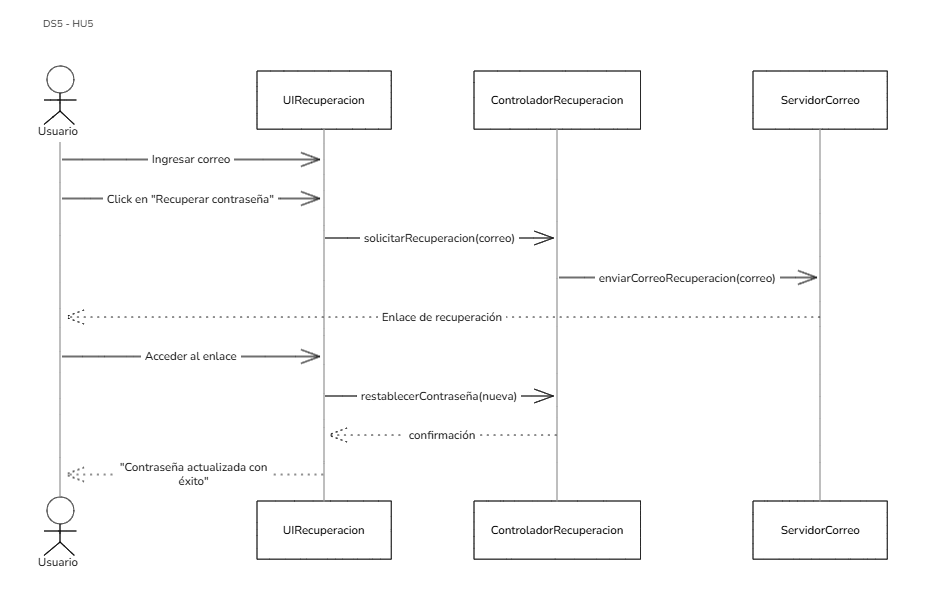 DS5 - HU5
Usuario
UIRecuperacion
ControladorRecuperacion
ServidorCorreo
Ingresar correo
Click en "Recuperar contraseña"
solicitarRecuperacion(correo)
enviarCorreoRecuperacion(correo)
Enlace de recuperación
Acceder al enlace
restablecerContraseña(nueva)
confirmación
"Contraseña actualizada con
éxito"
Usuario
UIRecuperacion
ControladorRecuperacion
ServidorCorreo